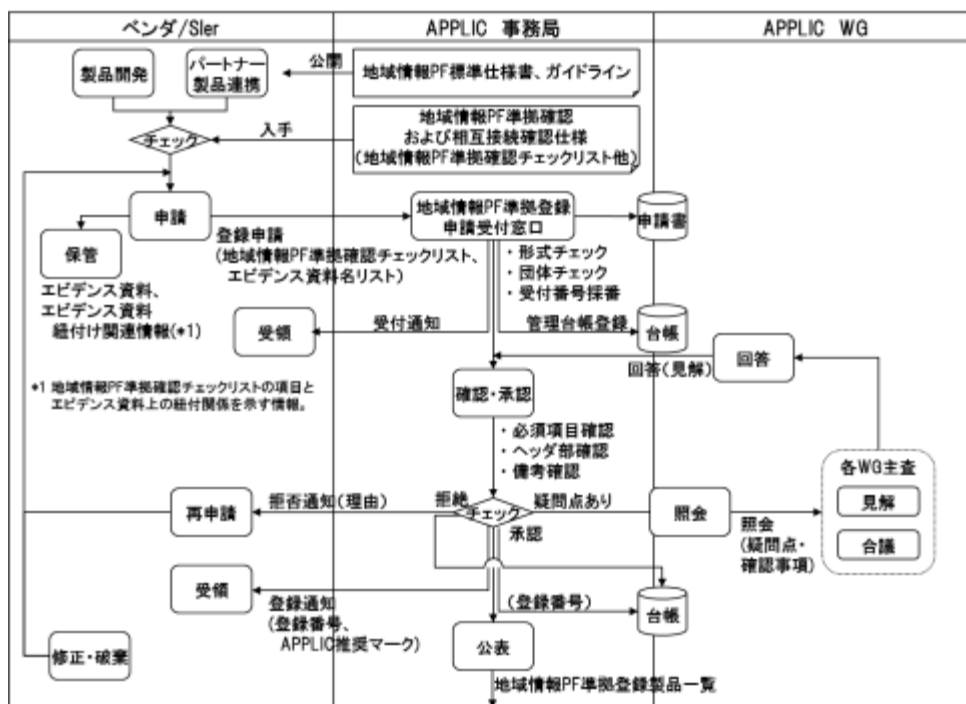 ベンダ/SIer
APPLIC 事務局
APPLIC WG
製品開発
パートナー
製品連携
公開
地域情報PF標準仕様書、ガイドライン
チェック
入手
地域情報PF準拠確認
および相互接続確認仕様
(地域情報PF準拠確認チェックリスト他)
申請
地域情報PF準拠登録
申請受付窓口
申請書
保管
登録申請
(地域情報PF準拠確認チェックリスト、
エビデンス資料名リスト)
・形式チェック
・団体チェック
・受付番号採番
エビデンス資料、
エビデンス資料
紐付け関連情報(*1)
受領
受付通知
管理台帳登録
台帳
回答(見解)
回答
*1 地域情報PF準拠確認チェックリストの項目と
エビデンス資料上の紐付関係を示す情報。
確認・承認
・必須項目確認
・ヘッダ部確認
・備考確認
各WG主査
見解
合議
再申請
拒否通知(理由)
拒絶
チェック
疑問点あり
承認
照会
照会
(疑問点・
確認事項)
受領
登録通知
(登録番号、
APPLIC推奨マーク)
(登録番号)
台帳
公表
修正・破棄
地域情報PF準拠登録製品一覧